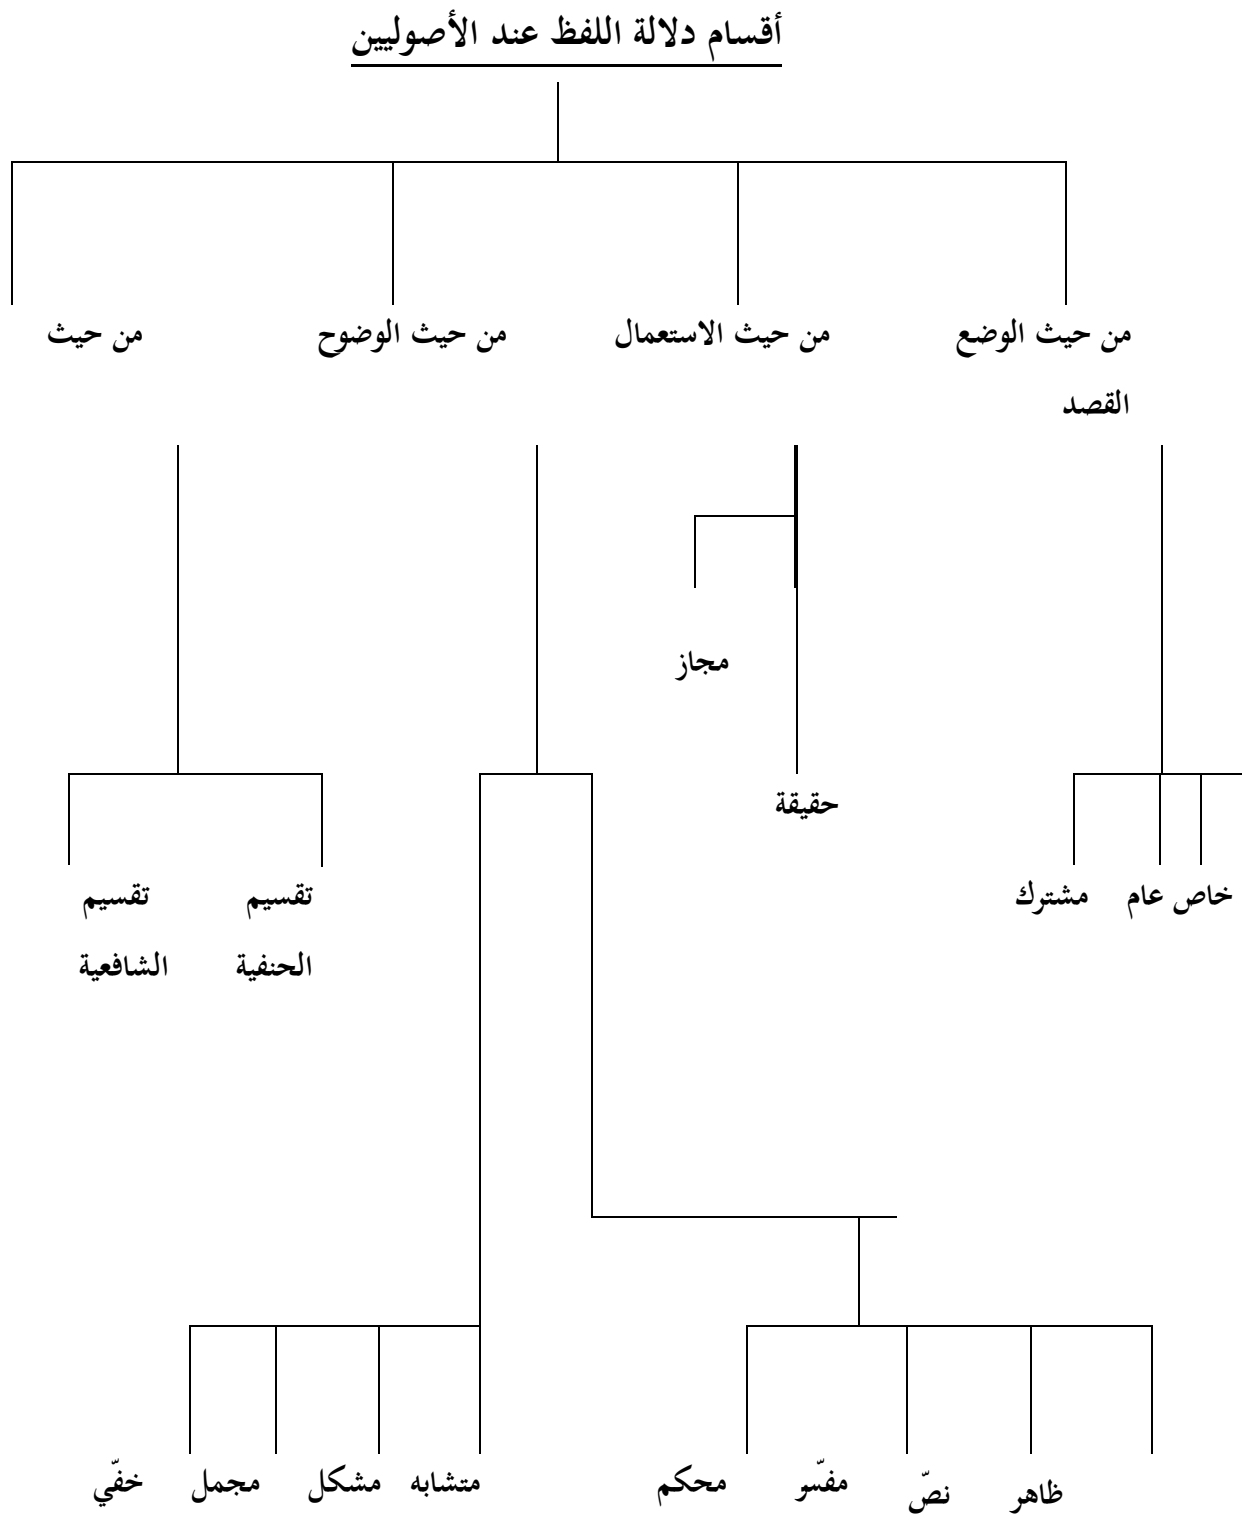 أقسام دلالة اللفظ عند الأصوليين
من حيث الوضع من حيث الاستعمال من حيث الوضوح من حيث
القصد
مجاز
حقيقة
خاص عام مشترك تقسيم تقسيم
الحنفية الشافعية
ظاهر نصّ مفسّر محكم متشابه مشكل مجمل خفّي